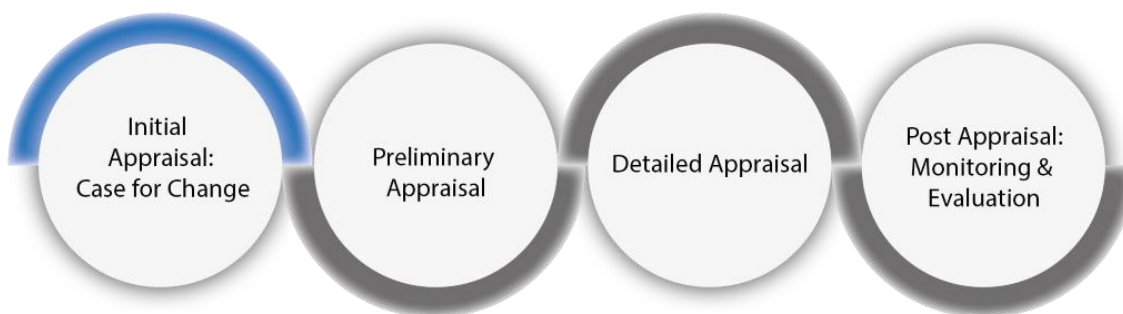 Initial
Appraisal:
Case for Change
Preliminary
Appraisal
Detailed Appraisal
Post Appraisal:
Monitoring &
Evaluation